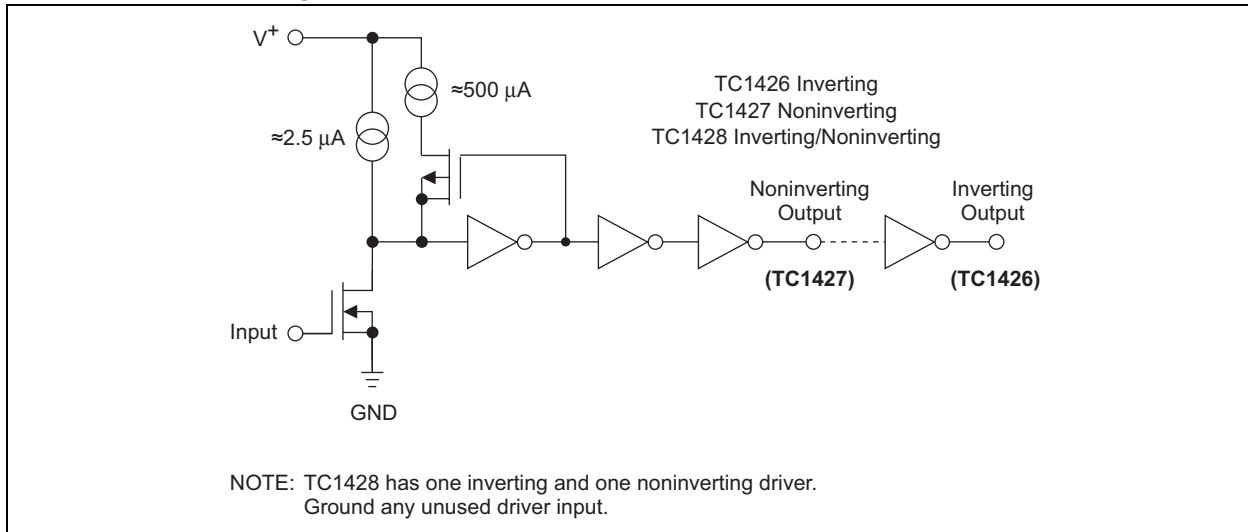 V+
≈500 μA
≈2.5 μA
TC1426 Inverting
TC1427 Noninverting
TC1428 Inverting/Noninverting
Noninverting
Output
(TC1427)
Inverting
Output
(TC1426)
Input
GND
NOTE: TC1428 has one inverting and one noninverting driver.
Ground any unused driver input.